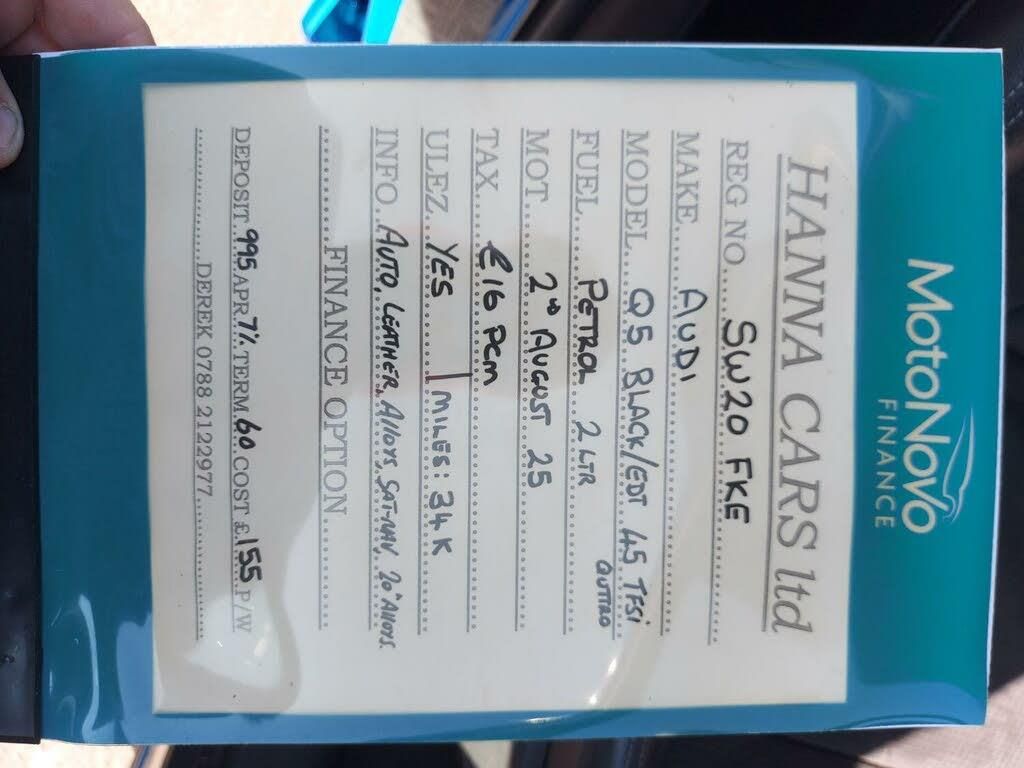 MotoNovo
FINANCE
HANNA CARS ltd
REG NO. SW20 FKE
MAKE AUDI
MODEL Q5 BLACK/EDT 45 TFSi
QUTTRO
FUEL PETROL 2 LTR
MOT 2ND AUGUST 25
TAX £16 PCM
ULEZ YES | MILES: 34K
INFO AUTO, LEATHER, Alloys, SAT-NAV, 20" Alloys.
FINANCE OPTION
DEPOSIT 995 APR 7% TERM 60 COST £155 P/W
DEREK 0788 2122977